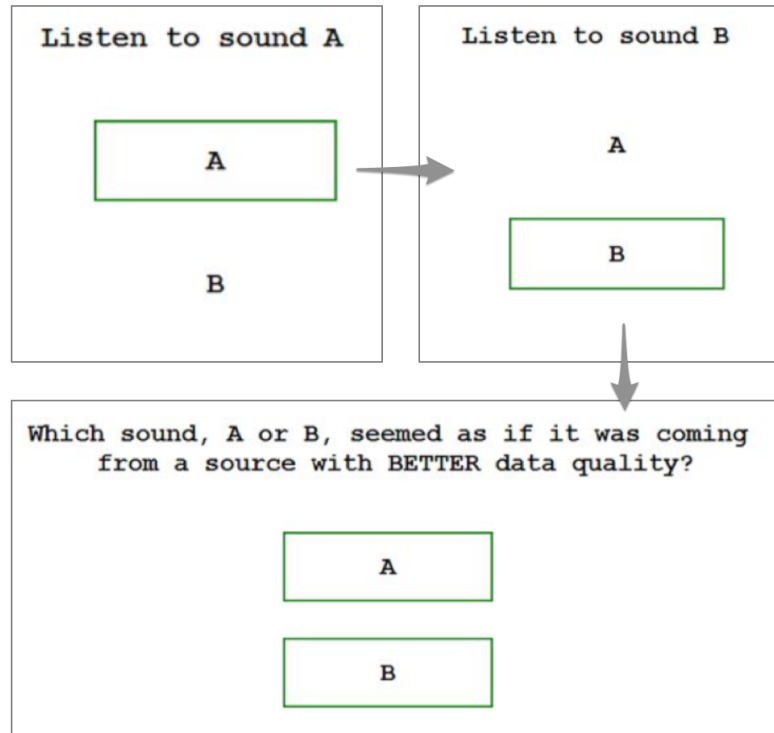 Listen to sound A
A
B
Listen to sound B
A
B
Which sound, A or B, seemed as if it was coming
from a source with BETTER data quality?
A
B